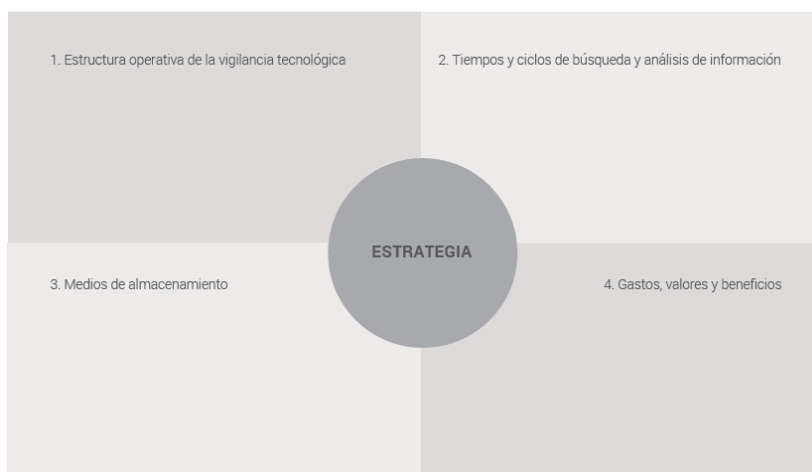 1. Estructura operativa de la vigilancia tecnológica
2. Tiempos y ciclos de búsqueda y análisis de información
ESTRATEGIA
3. Medios de almacenamiento
4. Gastos, valores y beneficios